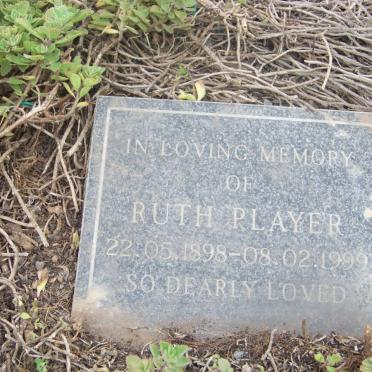 IN LOVING MEMORY
OF
RUTH PLAYER
22.05.1898-08.02.1999
SO DEARLY LOVED